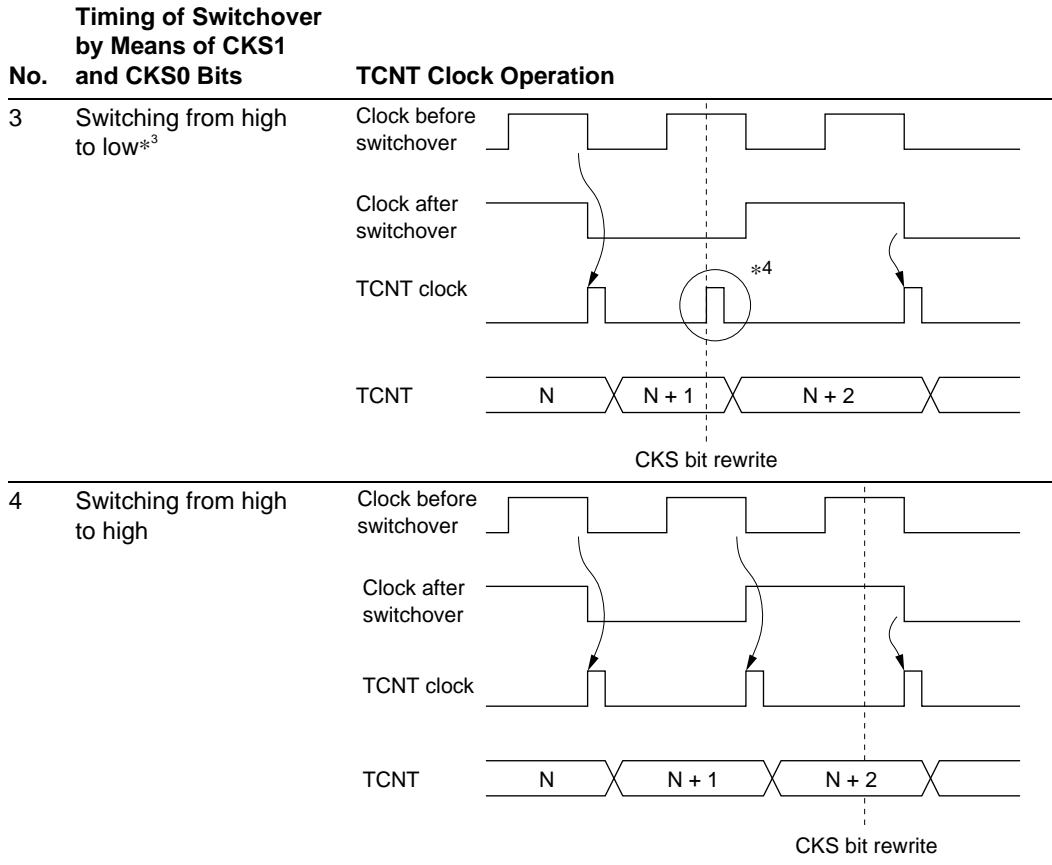 No.
Timing of Switchover
by Means of CKS1
and CKS0 Bits
TCNT Clock Operation
3
Switching from high
to low*3
Clock before
switchover
Clock after
switchover
*4
TCNT clock
TCNT
N
N + 1
N + 2
CKS bit rewrite
4
Switching from high
to high
Clock before
switchover
Clock after
switchover
TCNT clock
TCNT
N
N + 1
N + 2
CKS bit rewrite